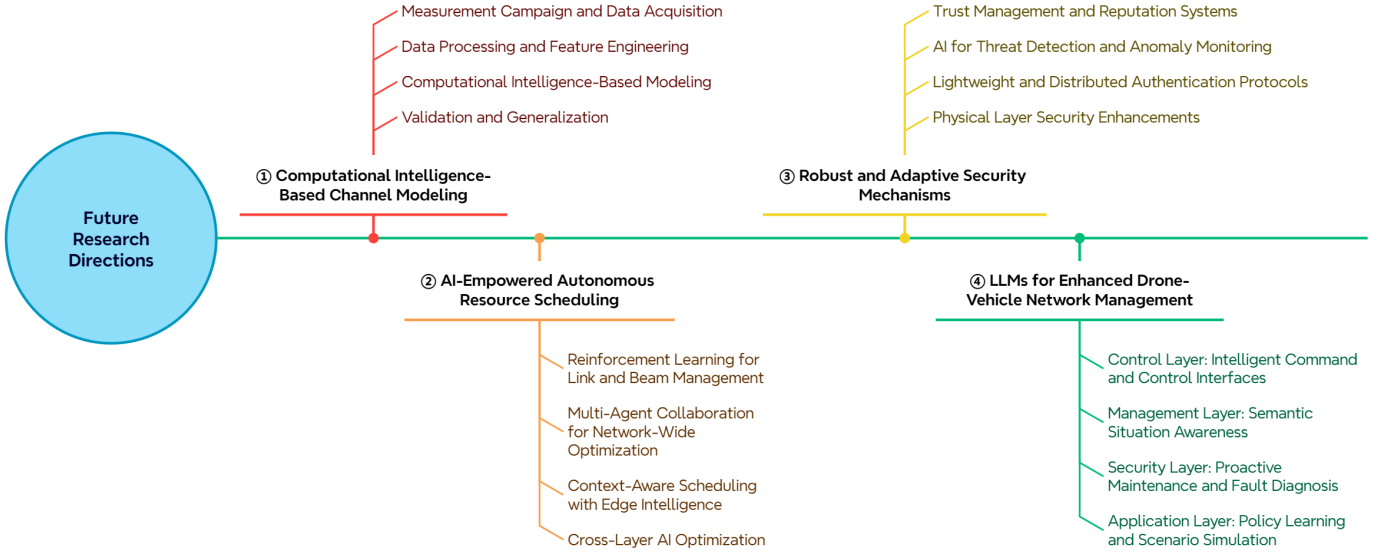 Future
Research
Directions
Measurement Campaign and Data Acquisition
Data Processing and Feature Engineering
Computational Intelligence-Based Modeling
Validation and Generalization
① Computational Intelligence-
Based Channel Modeling
② AI-Empowered Autonomous
Resource Scheduling
Reinforcement Learning for
Link and Beam Management
Multi-Agent Collaboration
for Network-Wide
Optimization
Context-Aware Scheduling
with Edge Intelligence
Cross-Layer AI Optimization
Trust Management and Reputation Systems
AI for Threat Detection and Anomaly Monitoring
Lightweight and Distributed Authentication Protocols
Physical Layer Security Enhancements
③ Robust and Adaptive Security
Mechanisms
④ LLMs for Enhanced Drone-
Vehicle Network Management
Control Layer: Intelligent Command
and Control Interfaces
Management Layer: Semantic
Situation Awareness
Security Layer: Proactive
Maintenance and Fault Diagnosis
Application Layer: Policy Learning
and Scenario Simulation